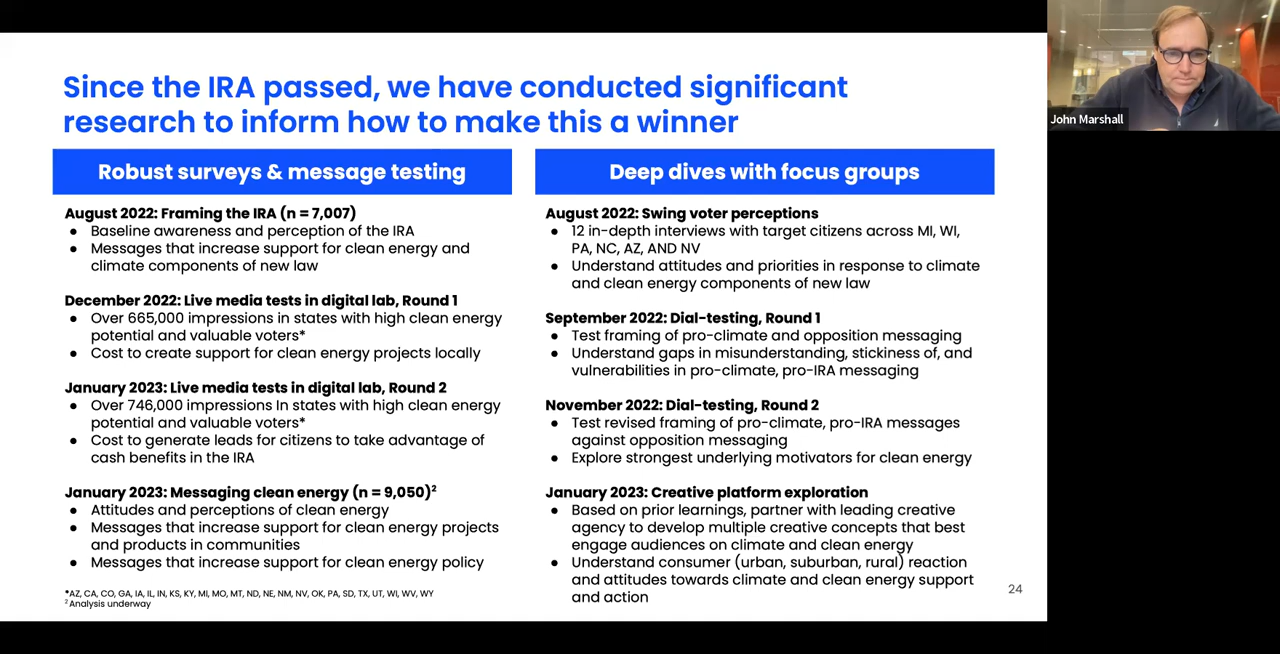 Since the IRA passed, we have conducted significant
research to inform how to make this a winner
Robust surveys & message testing
August 2022: Framing the IRA (n = 7,007)
● Baseline awareness and perception of the IRA
● Messages that increase support for clean energy and
climate components of new law
December 2022: Live media tests in digital lab, Round 1
● Over 665,000 impressions in states with high clean energy
potential and valuable voters*
● Cost to create support for clean energy projects locally
January 2023: Live media tests in digital lab, Round 2
● Over 746,000 impressions In states with high clean energy
potential and valuable voters*
● Cost to generate leads for citizens to take advantage of
cash benefits in the IRA
January 2023: Messaging clean energy (n = 9,050)²
● Attitudes and perceptions of clean energy
● Messages that increase support for clean energy projects
and products in communities
● Messages that increase support for clean energy policy
*AZ, CA, CO, GA, IA, IL, IN, KS, KY, MI, MO, MT, ND, NE, NM, NV, OK, PA, SD, TX, UT, WI, WV, WY
² Analysis underway
Deep dives with focus groups
August 2022: Swing voter perceptions
● 12 in-depth interviews with target citizens across MI, WI,
PA, NC, AZ, AND NV
● Understand attitudes and priorities in response to climate
and clean energy components of new law
September 2022: Dial-testing, Round 1
● Test framing of pro-climate and opposition messaging
● Understand gaps in misunderstanding, stickiness of, and
vulnerabilities in pro-climate, pro-IRA messaging
November 2022: Dial-testing, Round 2
● Test revised framing of pro-climate, pro-IRA messages
against opposition messaging
● Explore strongest underlying motivators for clean energy
January 2023: Creative platform exploration
● Based on prior learnings, partner with leading creative
agency to develop multiple creative concepts that best
engage audiences on climate and clean energy
● Understand consumer (urban, suburban, rural) reaction
and attitudes towards climate and clean energy support
and action
24
John Marshall